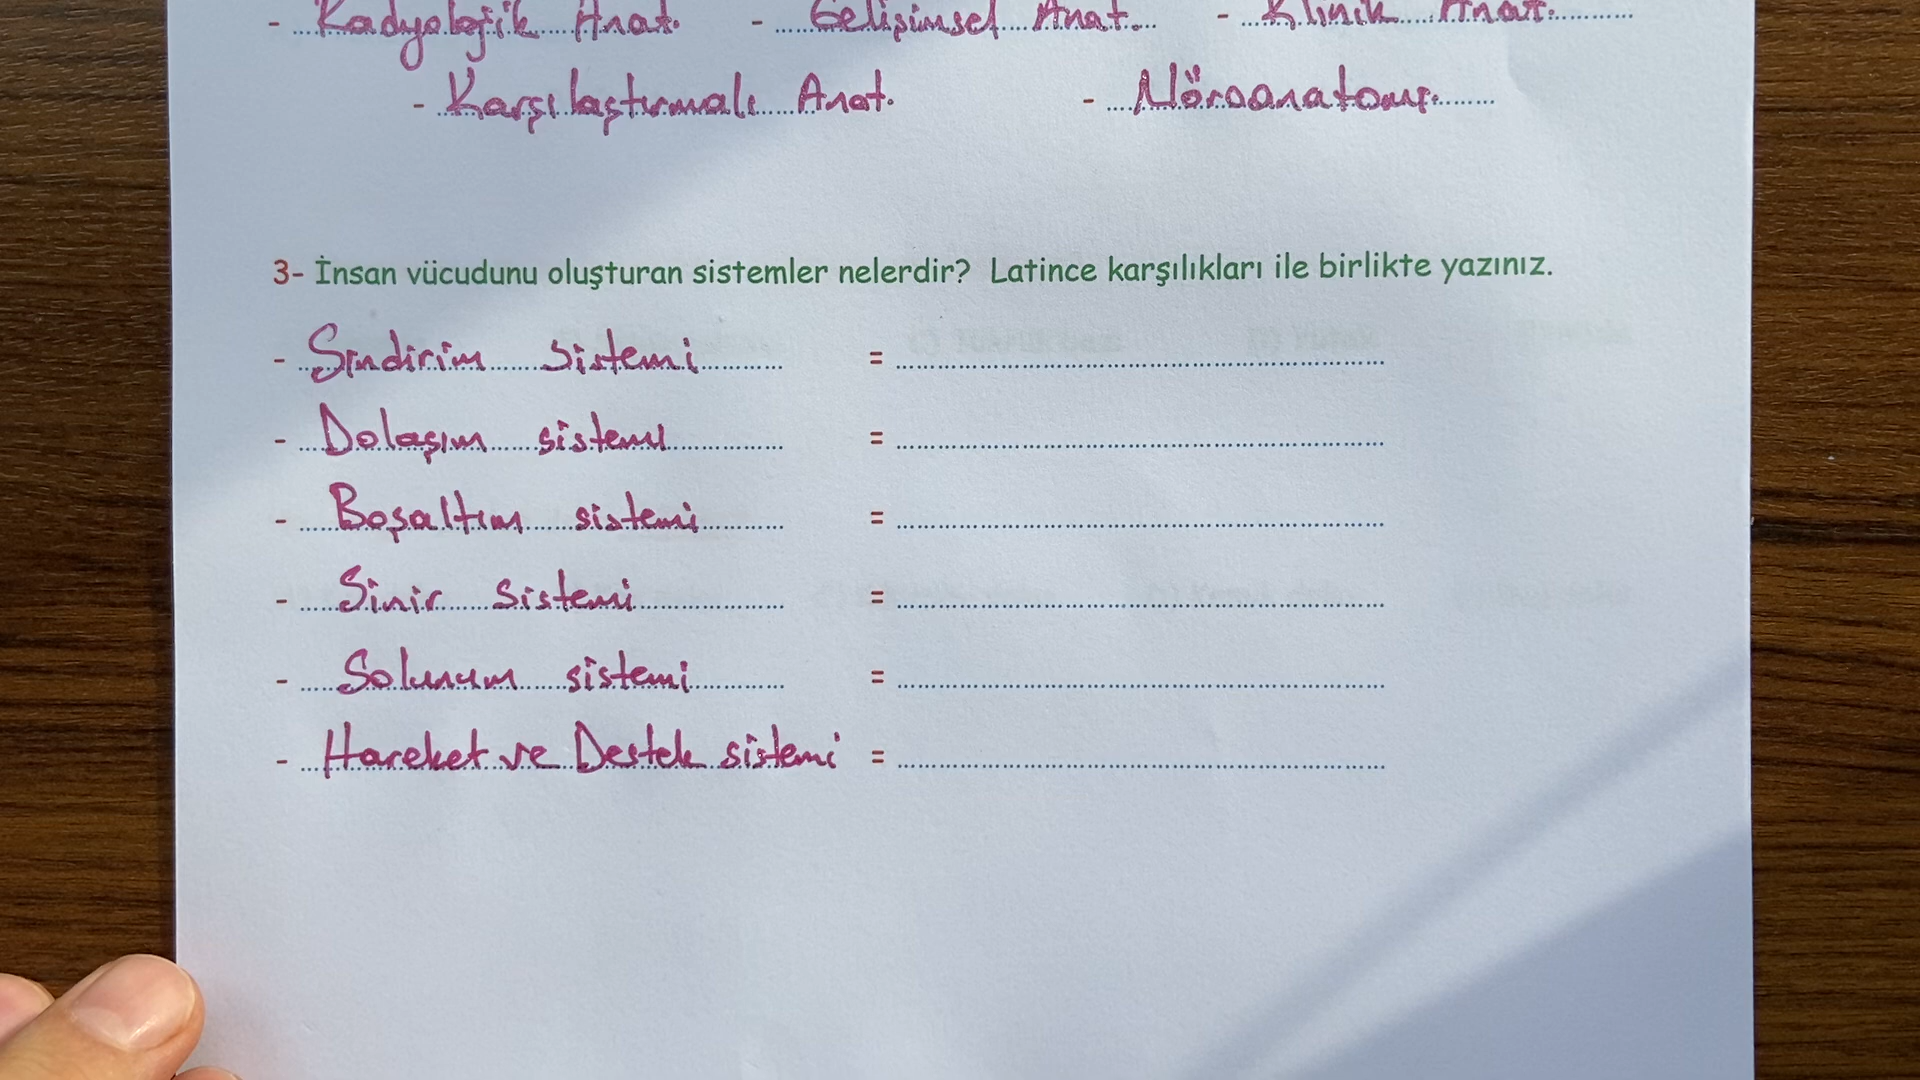 - Radyolojik Anat. - Gelişimsel Anat. - Klinik Anat.
- Karşılaştırmalı Anat. - Nöroanatomi.
3- İnsan vücudunu oluşturan sistemler nelerdir? Latince karşılıkları ile birlikte yazınız.
- Sindirim sistemi =
- Dolaşım sistemi =
- Boşaltım sistemi =
- Sinir sistemi =
- Solunum sistemi =
- Hareket ve Destek sistemi =